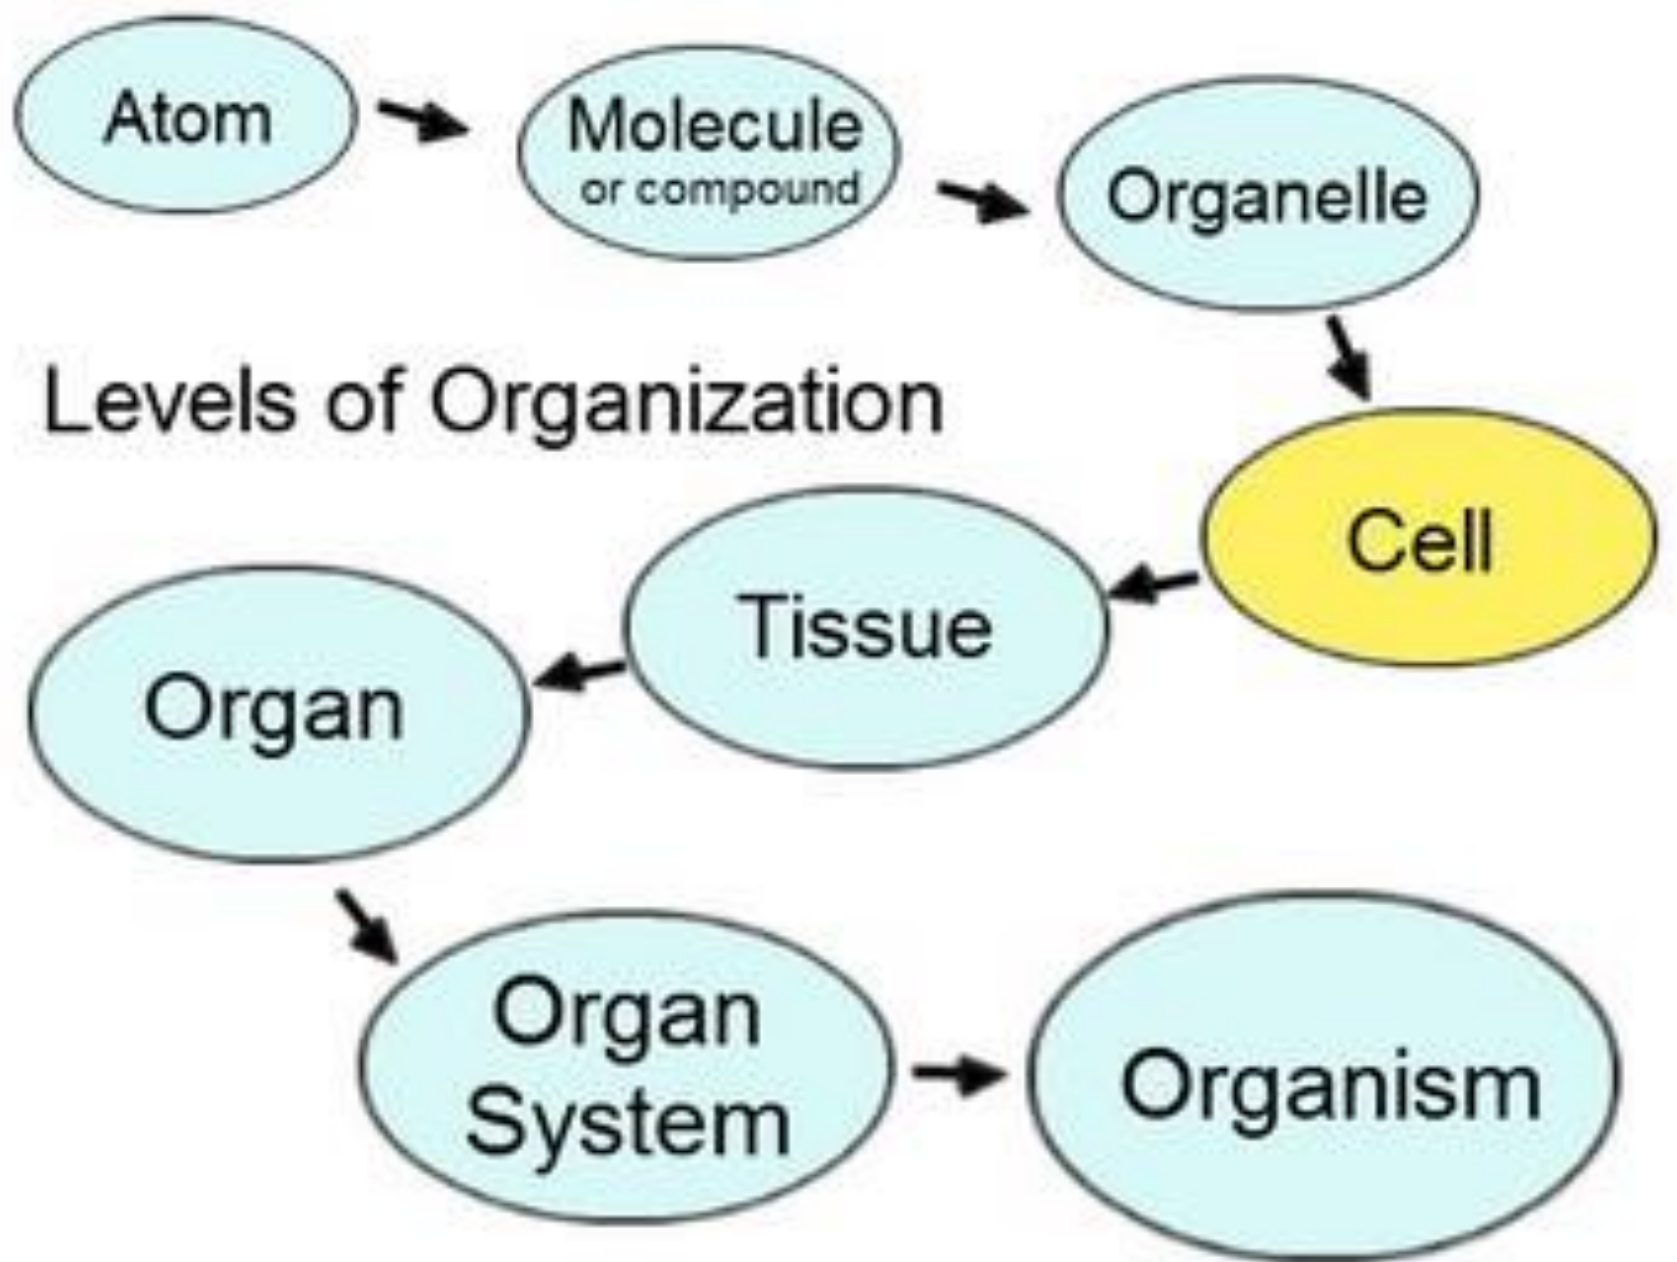 Atom
Molecule
or compound
Organelle
Levels of Organization
Cell
Tissue
Organ
Organ
System
Organism